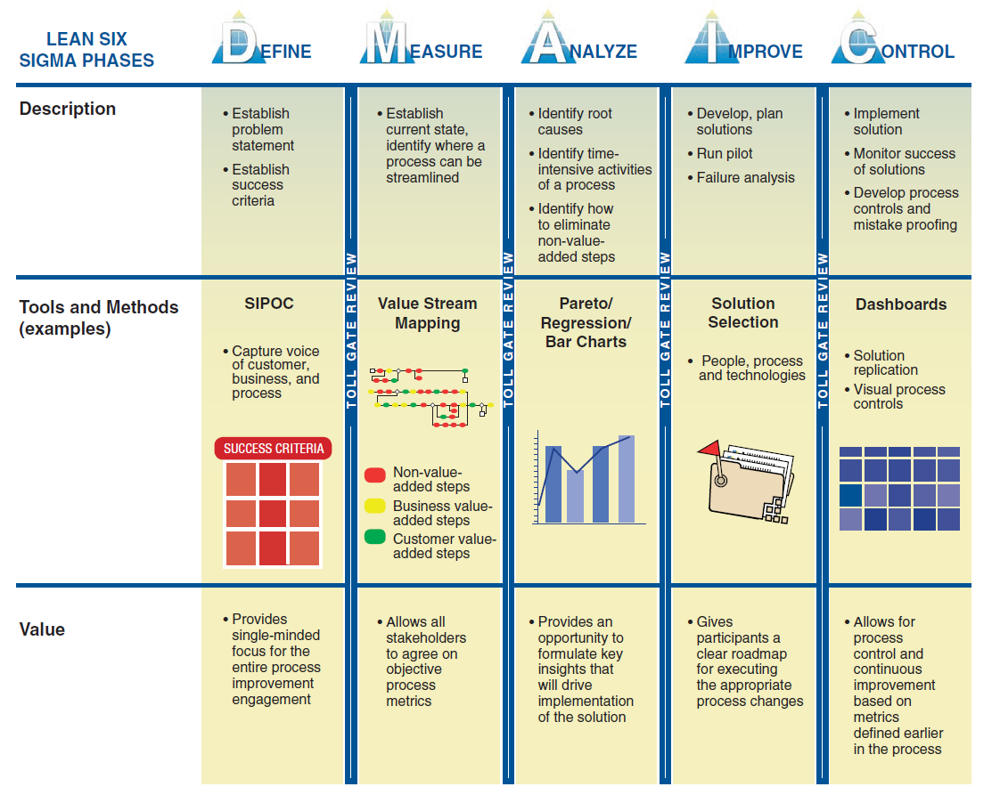 LEAN SIX
SIGMA PHASES
DEFINE
MEASURE
ANALYZE
IMPROVE
CONTROL
Description
• Establish
problem
statement
• Establish
success
criteria
TOLL GATE REVIEW
• Establish
current state,
identify where a
process can be
streamlined
TOLL GATE REVIEW
• Identify root
causes
• Identify time-
intensive activities
of a process
• Identify how
to eliminate
non-value-
added steps
TOLL GATE REVIEW
• Develop, plan
solutions
• Run pilot
• Failure analysis
TOLL GATE REVIEW
• Implement
solution
• Monitor success
of solutions
• Develop process
controls and
mistake proofing
Tools and Methods
(examples)
SIPOC
• Capture voice
of customer,
business, and
process
SUCCESS CRITERIA
Value Stream
Mapping
Non-value-
added steps
Business value-
added steps
Customer value-
added steps
Pareto/
Regression/
Bar Charts
Solution
Selection
• People, process
and technologies
Dashboards
• Solution
replication
• Visual process
controls
Value
• Provides
single-minded
focus for the
entire process
improvement
engagement
• Allows all
stakeholders
to agree on
objective
process
metrics
• Provides an
opportunity to
formulate key
insights that
will drive
implementation
of the solution
• Gives
participants a
clear roadmap
for executing
the appropriate
process changes
• Allows for
process
control and
continuous
improvement
based on
metrics
defined earlier
in the process